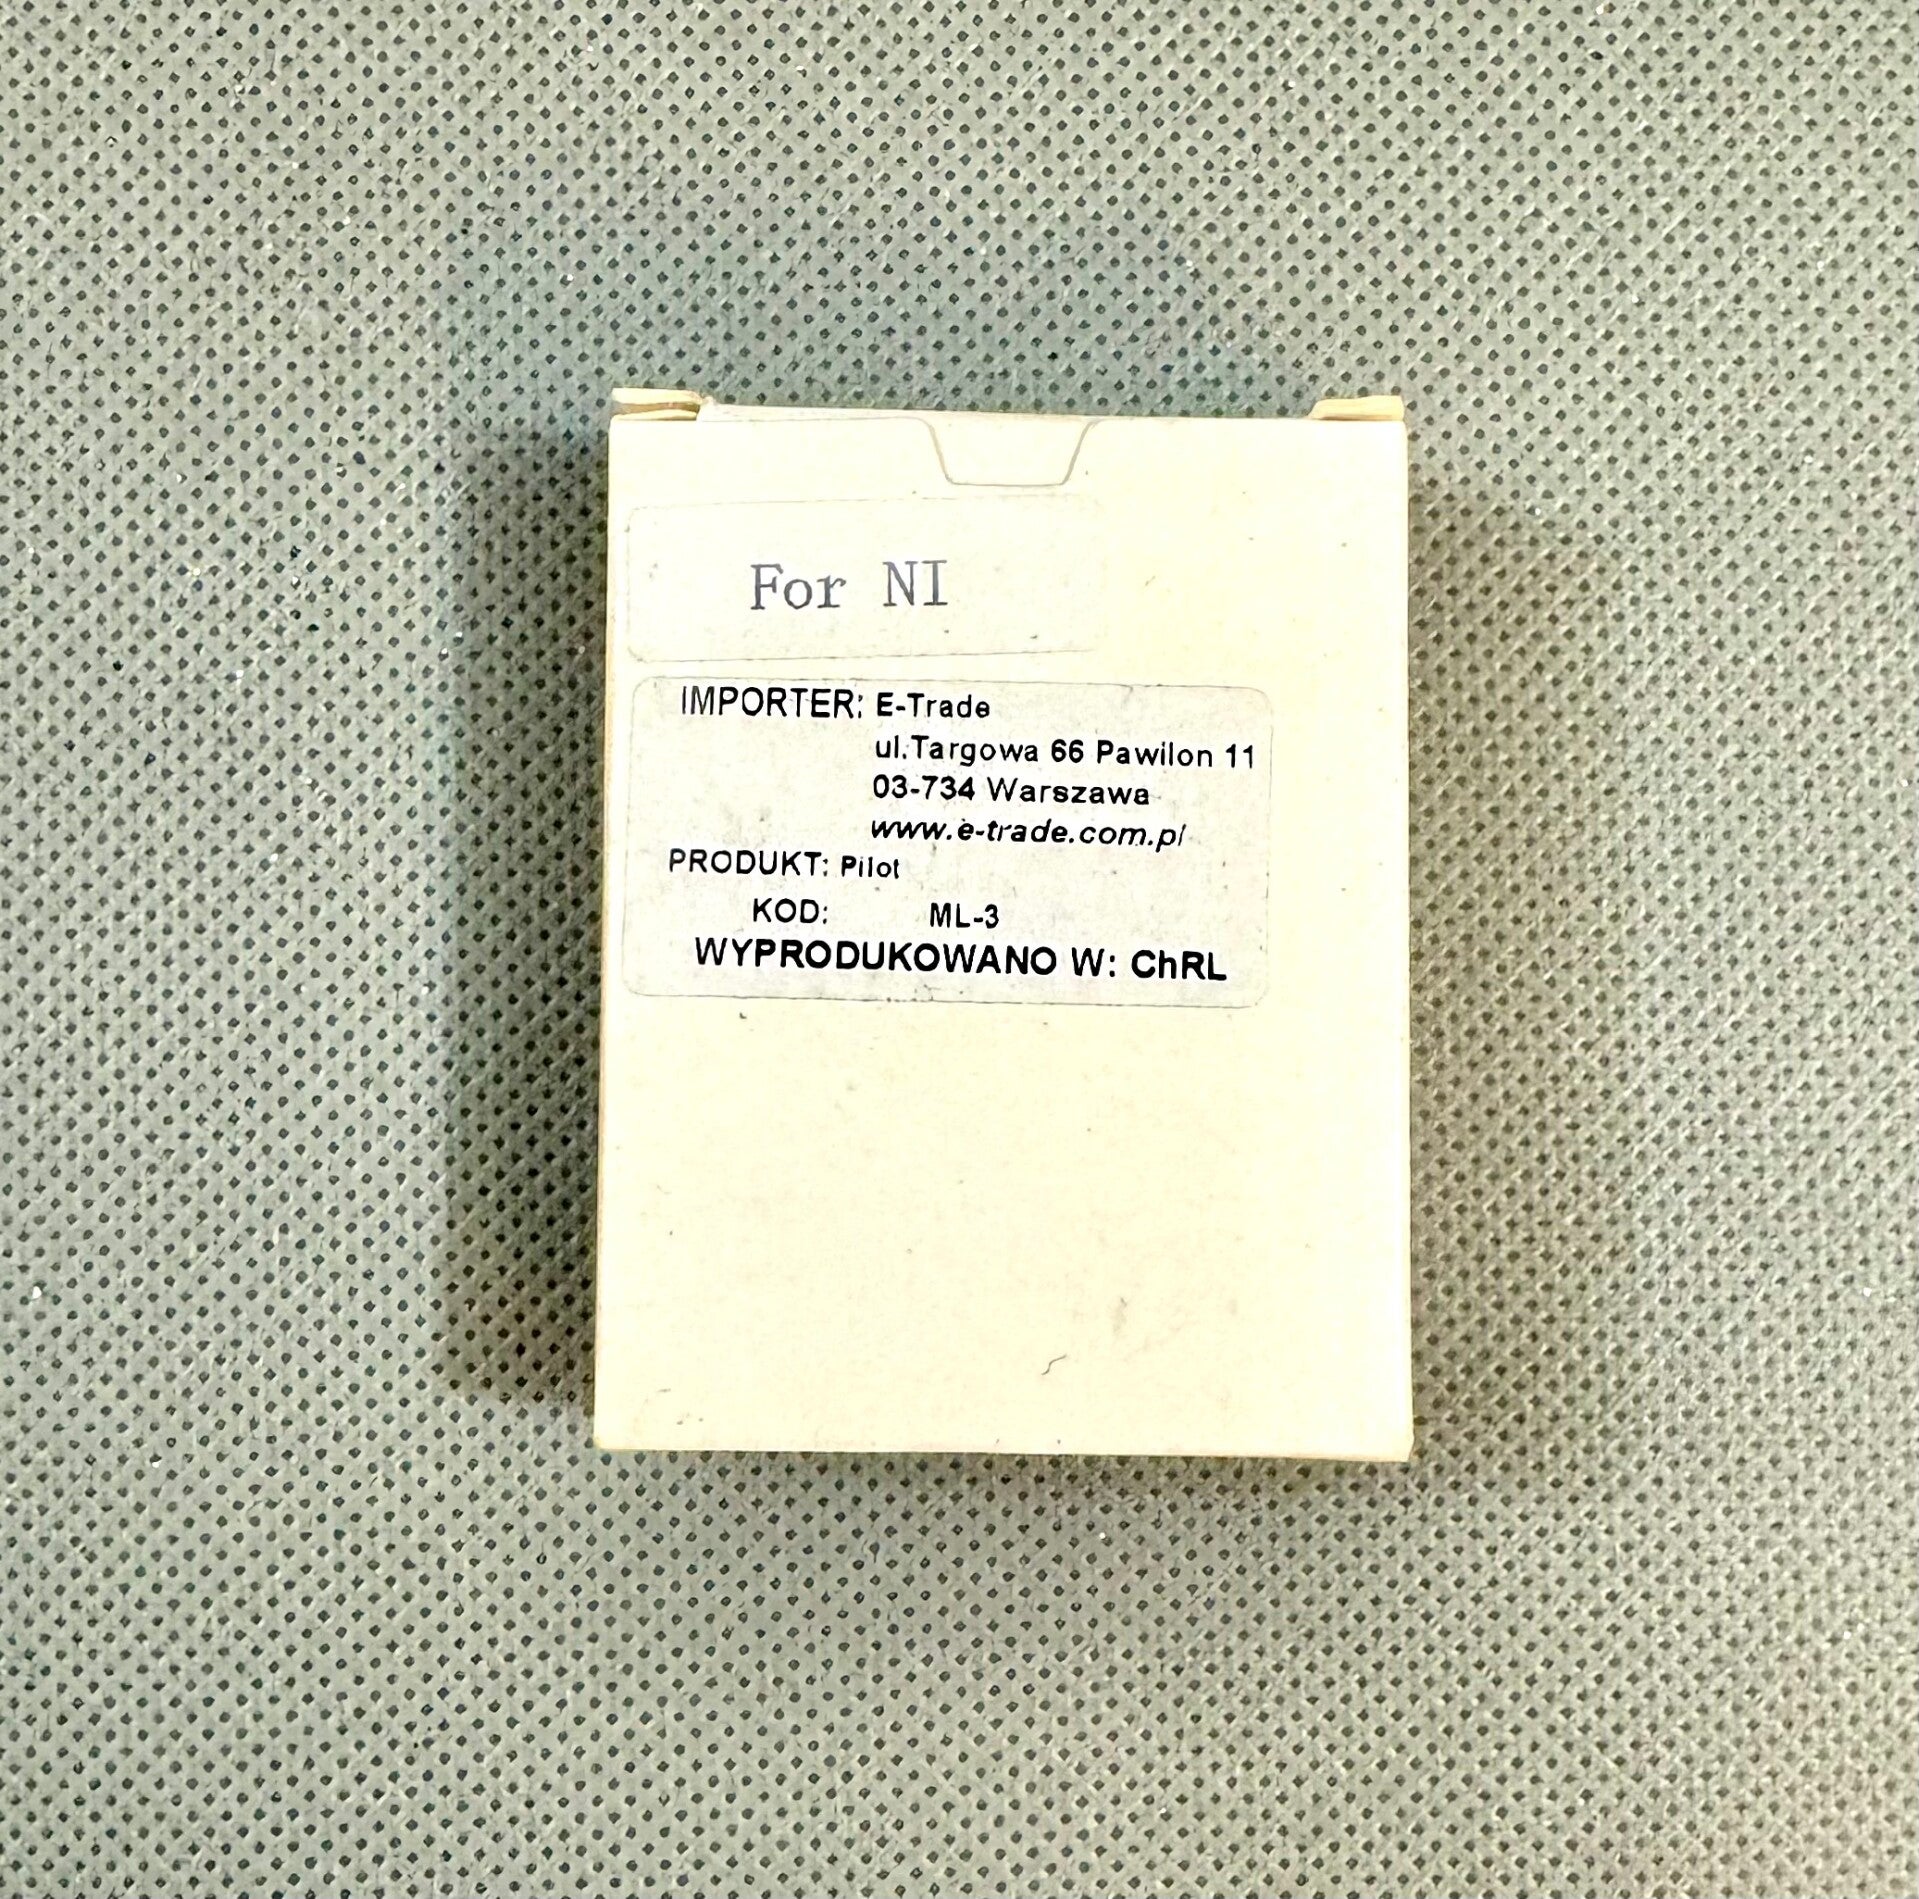 For NI
IMPORTER: E-Trade
ul.Targowa 66 Pawilon 11
03-734 Warszawa
www.e-trade.com.pl
PRODUKT: Pilot
KOD: ML-3
WYPRODUKOWANO W: ChRL